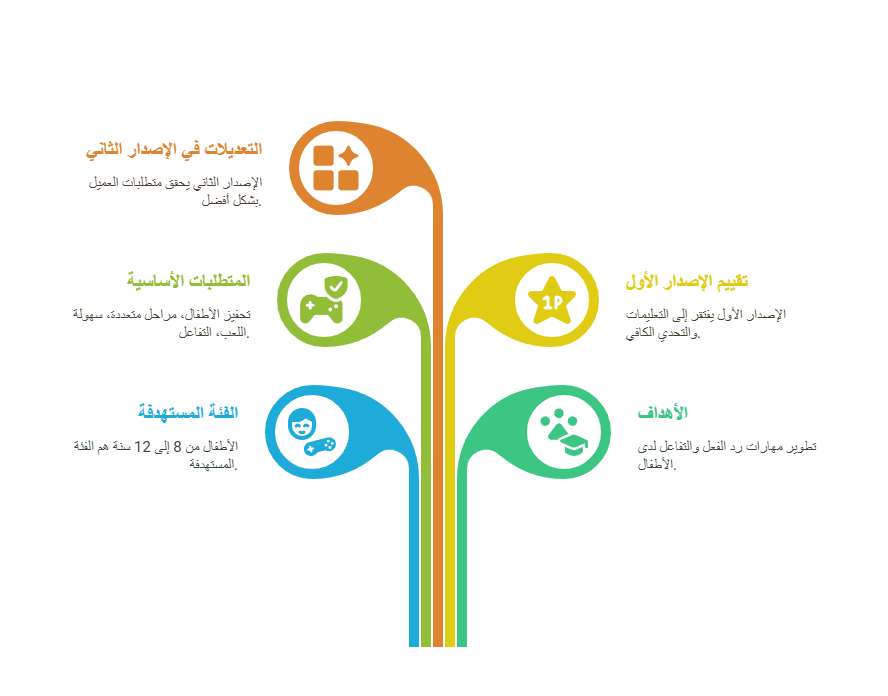 التعديلات في الإصدار الثاني
الإصدار الثاني يحقق متطلبات العميل
بشكل أفضل.
تقييم الإصدار الأول
الإصدار الأول يفتقر إلى التعليمات
والتحدي الكافي.
1P
المتطلبات الأساسية
تحفيز الأطفال، مراحل متعددة، سهولة
اللعب، التفاعل.
الأهداف
تطوير مهارات رد الفعل والتفاعل لدى
الأطفال.
الفئة المستهدفة
الأطفال من 8 إلى 12 سنة هم الفئة
المستهدفة.